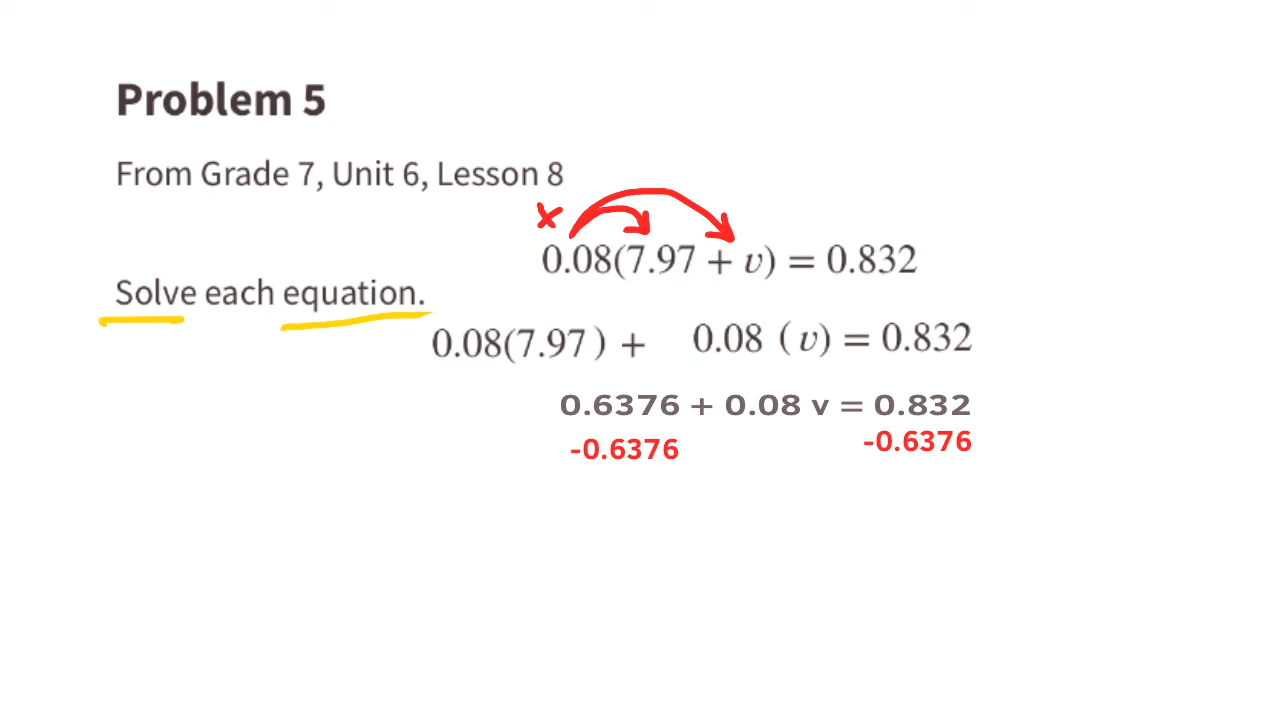 Problem 5
From Grade 7, Unit 6, Lesson 8
×
0.08(7.97 + v) = 0.832
Solve each equation.
0.08(7.97 ) + 0.08 ( v) = 0.832
0.6376 + 0.08 v = 0.832
-0.6376 -0.6376